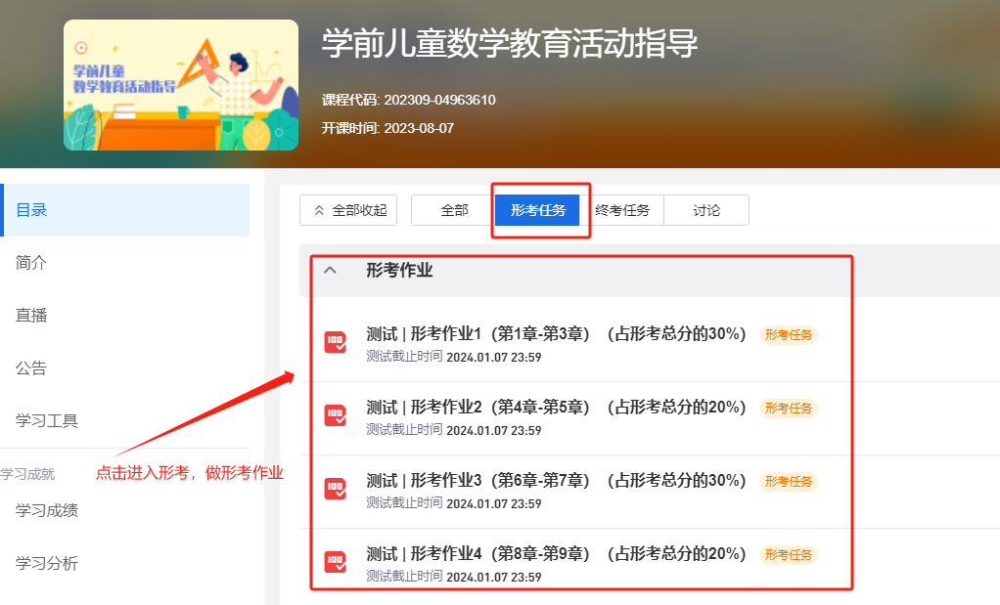 学前儿童
数学教育活动指导
学前儿童数学教育活动指导
课程代码: 202309-04963610
开课时间: 2023-08-07
目录
简介
直播
公告
学习工具
学习成就
学习成绩
学习分析
点击进入形考，做形考作业
全部收起
全部
形考任务
终考任务
讨论
形考作业
测试 | 形考作业1（第1章-第3章）（占形考总分的30%） 形考任务
测试截止时间 2024.01.07 23:59
测试 | 形考作业2（第4章-第5章）（占形考总分的20%） 形考任务
测试截止时间 2024.01.07 23:59
测试 | 形考作业3（第6章-第7章）（占形考总分的30%） 形考任务
测试截止时间 2024.01.07 23:59
测试 | 形考作业4（第8章-第9章）（占形考总分的20%） 形考任务
测试截止时间 2024.01.07 23:59